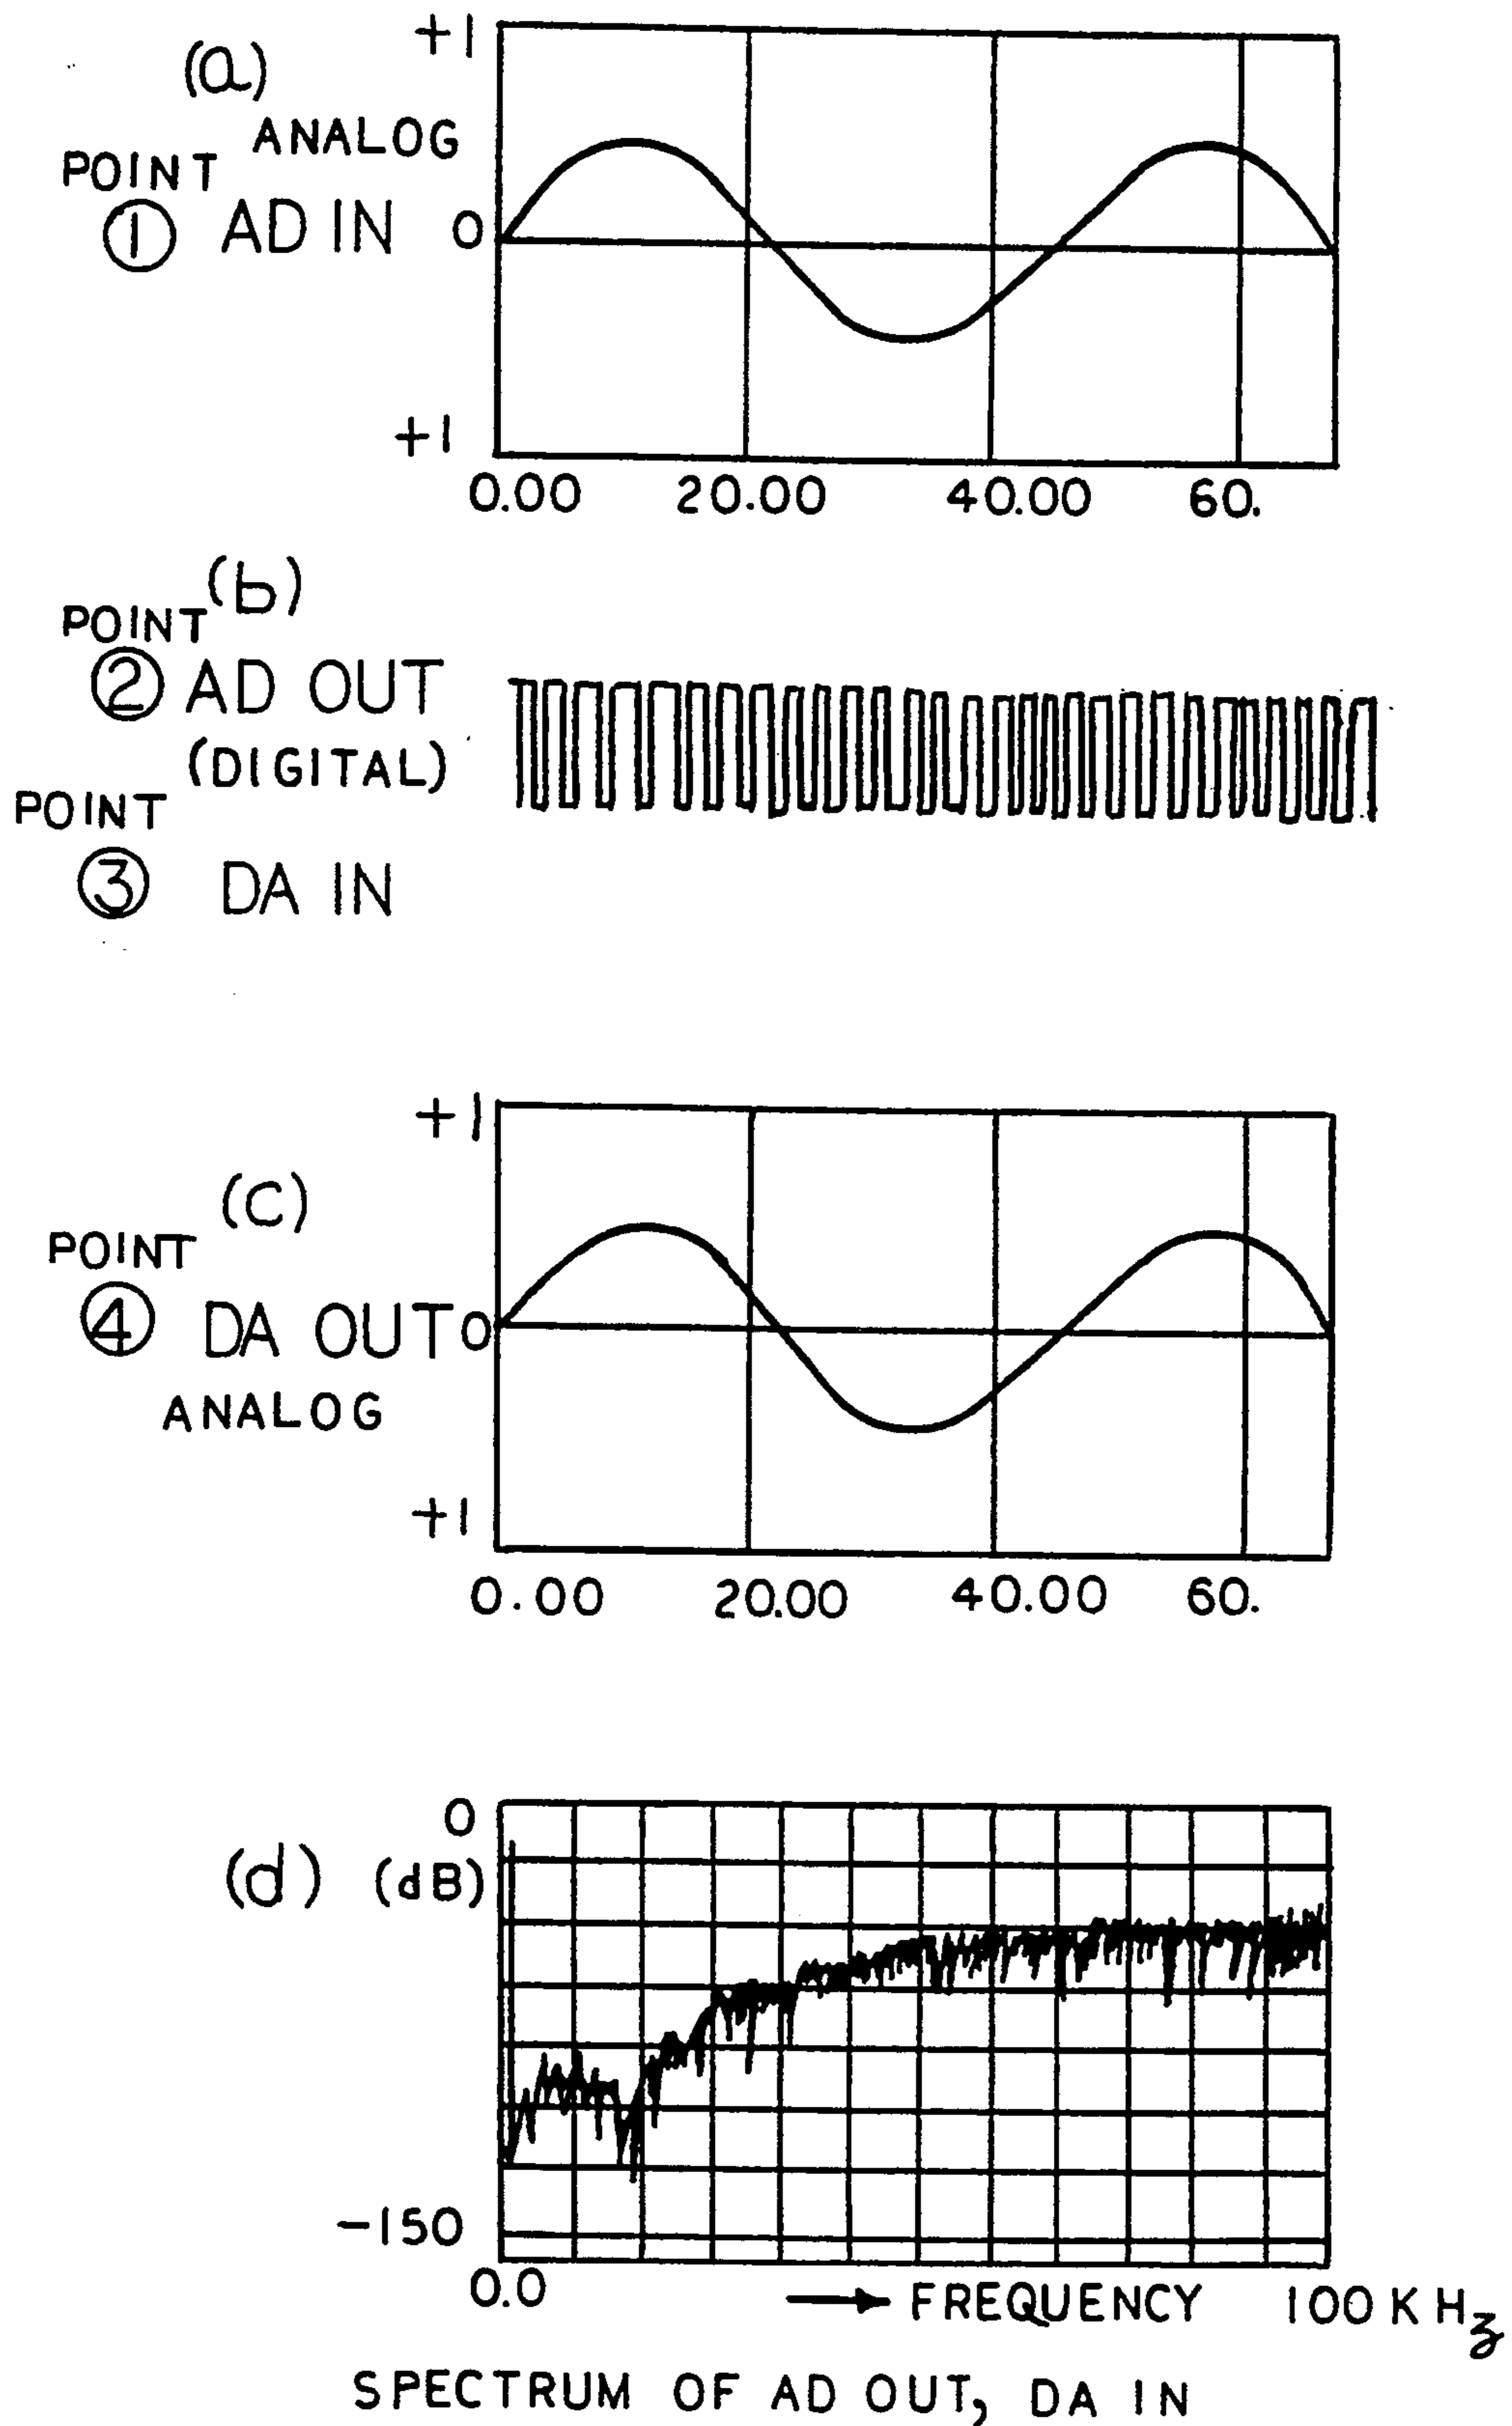 (a)
+1
ANALOG
POINT
① AD IN
0
+1
0.00 20.00 40.00 60.
(b)
POINT
② AD OUT
(DIGITAL)
POINT
③ DA IN
+1
(c)
POINT
④ DA OUT 0
ANALOG
+1
0.00 20.00 40.00 60.
0
(d) (dB)
-150
0.0
FREQUENCY 100 KHz
SPECTRUM OF AD OUT, DA IN